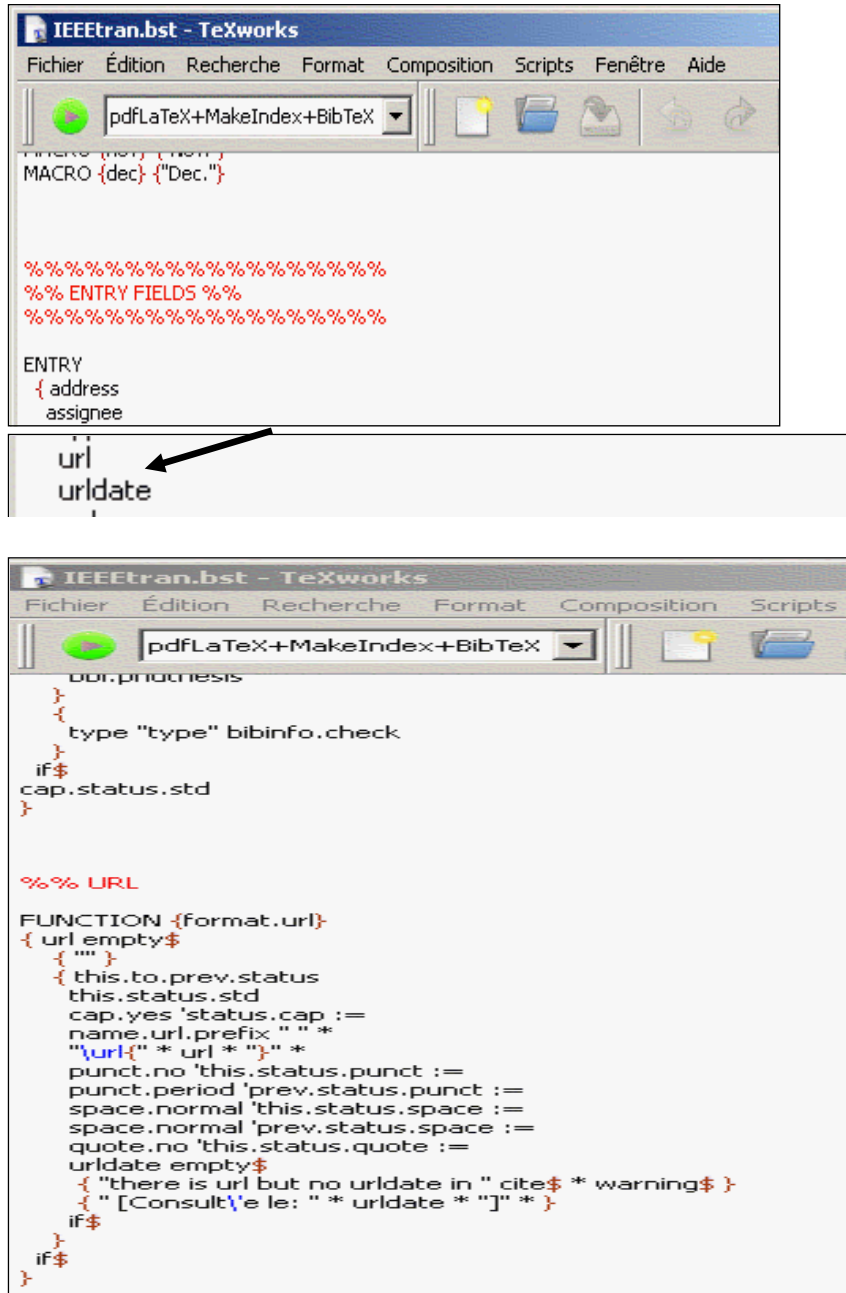 IEEEtran.bst - TeXworks
Fichier Édition Recherche Format Composition Scripts Fenêtre Aide
pdfLaTeX+MakeIndex+BibTeX
MACRO {dec} {"Dec."}
%%%%%%%%%%%%%%%%%%
%% ENTRY FIELDS %%
%%%%%%%%%%%%%%%%%%
ENTRY
{ address
assignee
url
urldate
IEEEtran.bst - TeXworks
Fichier Édition Recherche Format Composition Scripts
pdfLaTeX+MakeIndex+BibTeX
bbl.phdthesis
}
{
type "type" bibinfo.check
}
if$
cap.status.std
}
%% URL
FUNCTION {format.url}
{ url empty$
{ "" }
{ this.to.prev.status
this.status.std
cap.yes 'status.cap :=
name.url.prefix " " *
"\url{" * url * "}" *
punct.no 'this.status.punct :=
punct.period 'prev.status.punct :=
space.normal 'this.status.space :=
space.normal 'prev.status.space :=
quote.no 'this.status.quote :=
urldate empty$
{ "there is url but no urldate in " cite$ * warning$ }
{ " [Consult\'e le: " * urldate * "]" * }
if$
}
if$
}